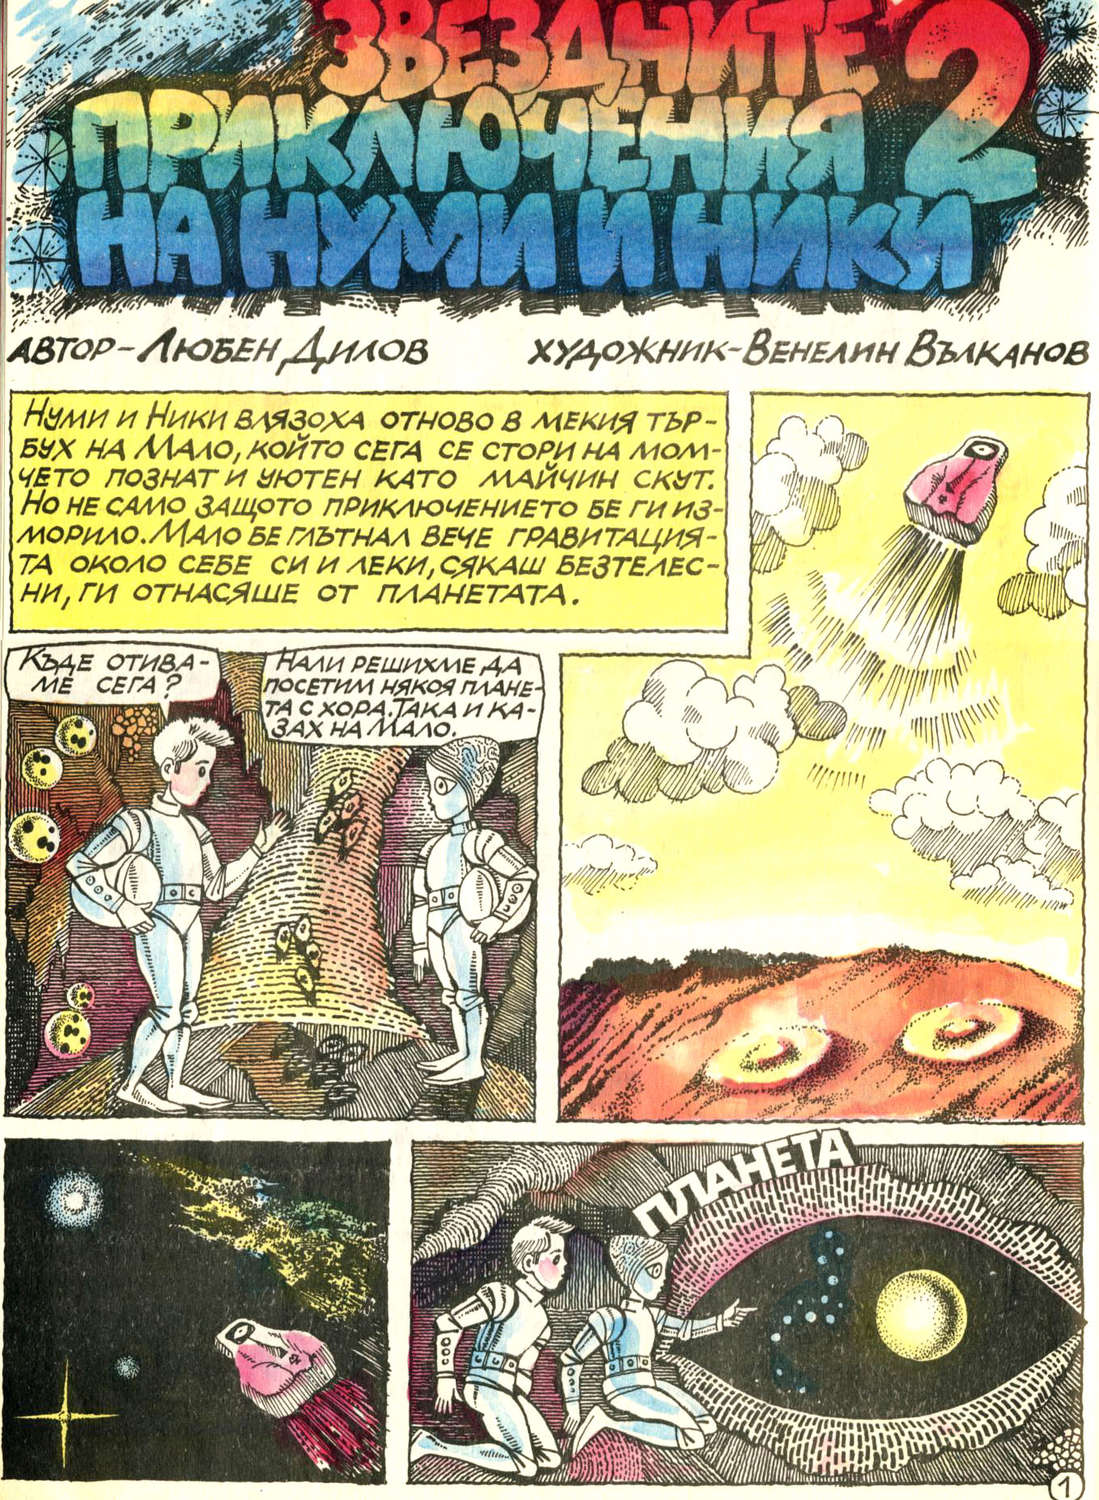 ЗВЕЗДНИТЕ 2
ПРИКЛЮЧЕНИЯ
НА НУМИ И НИКИ
АВТОР - ЛЮБЕН ДИЛОВ
ХУДОЖНИК - ВЕНЕЛИН ВЪЛКАНОВ
НУМИ И НИКИ ВЛЯЗОХА ОТНОВО В МЕКИЯ ТЪР-
БУХ НА МАЛО, КОЙТО СЕГА СЕ СТОРИ НА МОМ-
ЧЕТО ПОЗНАТ И УЮТЕН КАТО МАЙЧИН СКУТ.
НО НЕ САМО ЗАЩОТО ПРИКЛЮЧЕНИЕТО БЕ ГИ ИЗ-
МОРИЛО. МАЛО БЕ ГЛЪТНАЛ ВЕЧЕ ГРАВИТАЦИЯ-
ТА ОКОЛО СЕБЕ СИ И ЛЕКИ, СЯКАШ БЕЗТЕЛЕС-
НИ, ГИ ОТНАСЯШЕ ОТ ПЛАНЕТАТА.
КЪДЕ ОТИВА-
МЕ СЕГА?
НАЛИ РЕШИХМЕ ДА
ПОСЕТИМ НЯКОЯ ПЛАНЕ-
ТА С ХОРА. ТАКА И КА-
ЗАХ НА МАЛО.
ПЛАНЕТА
1